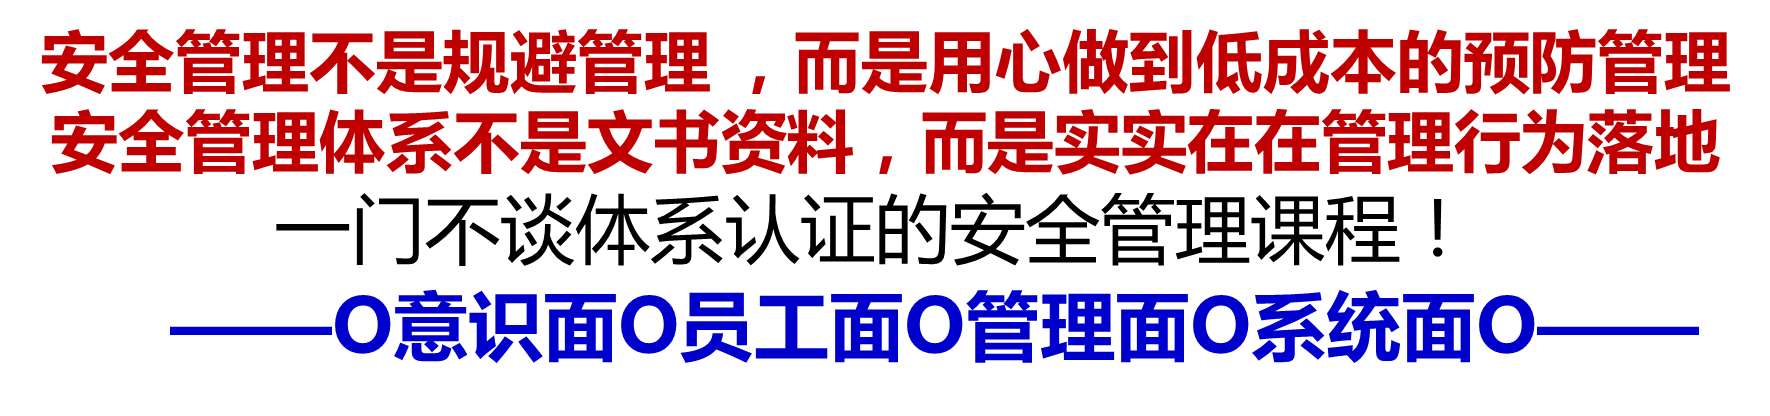 安全管理不是规避管理，而是用心做到低成本的预防管理
安全管理体系不是文书资料，而是实实在在管理行为落地
一门不谈体系认证的安全管理课程！
——O意识面O员工面O管理面O系统面O——